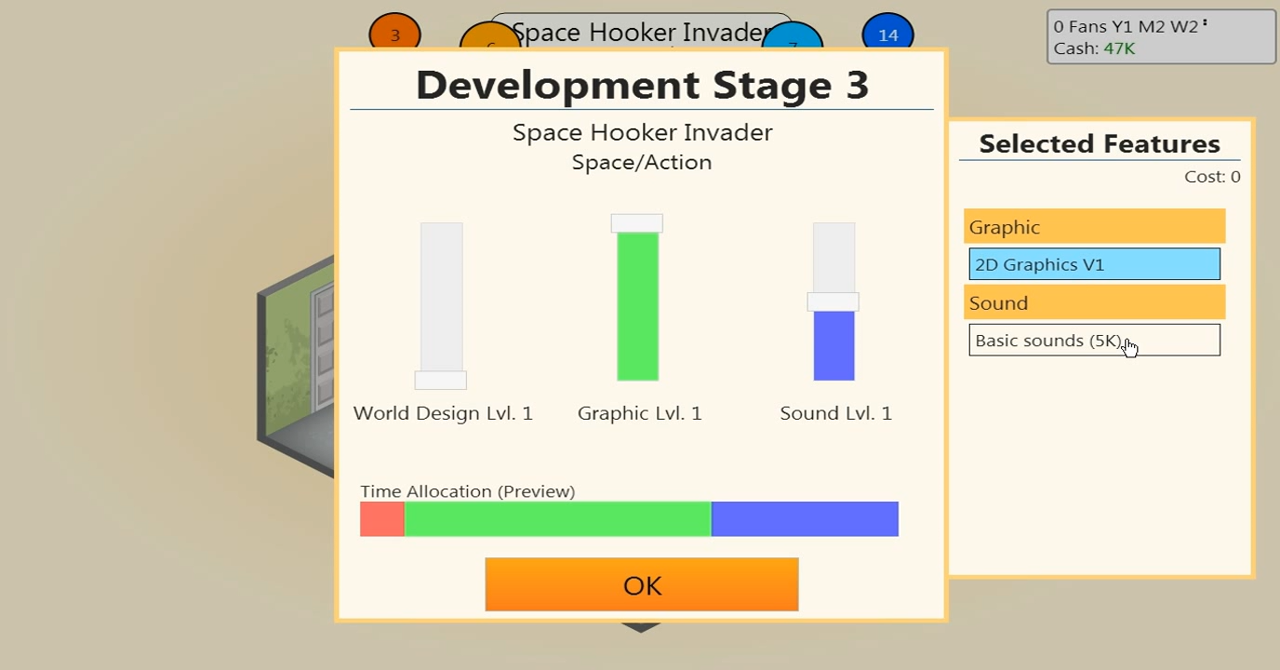 3
Space Hooker Invader
14
0 Fans Y1 M2 W2
Cash: 47K
Development Stage 3
Space Hooker Invader
Space/Action
World Design Lvl. 1
Graphic Lvl. 1
Sound Lvl. 1
Time Allocation (Preview)
OK
Selected Features
Cost: 0
Graphic
2D Graphics V1
Sound
Basic sounds (5K)